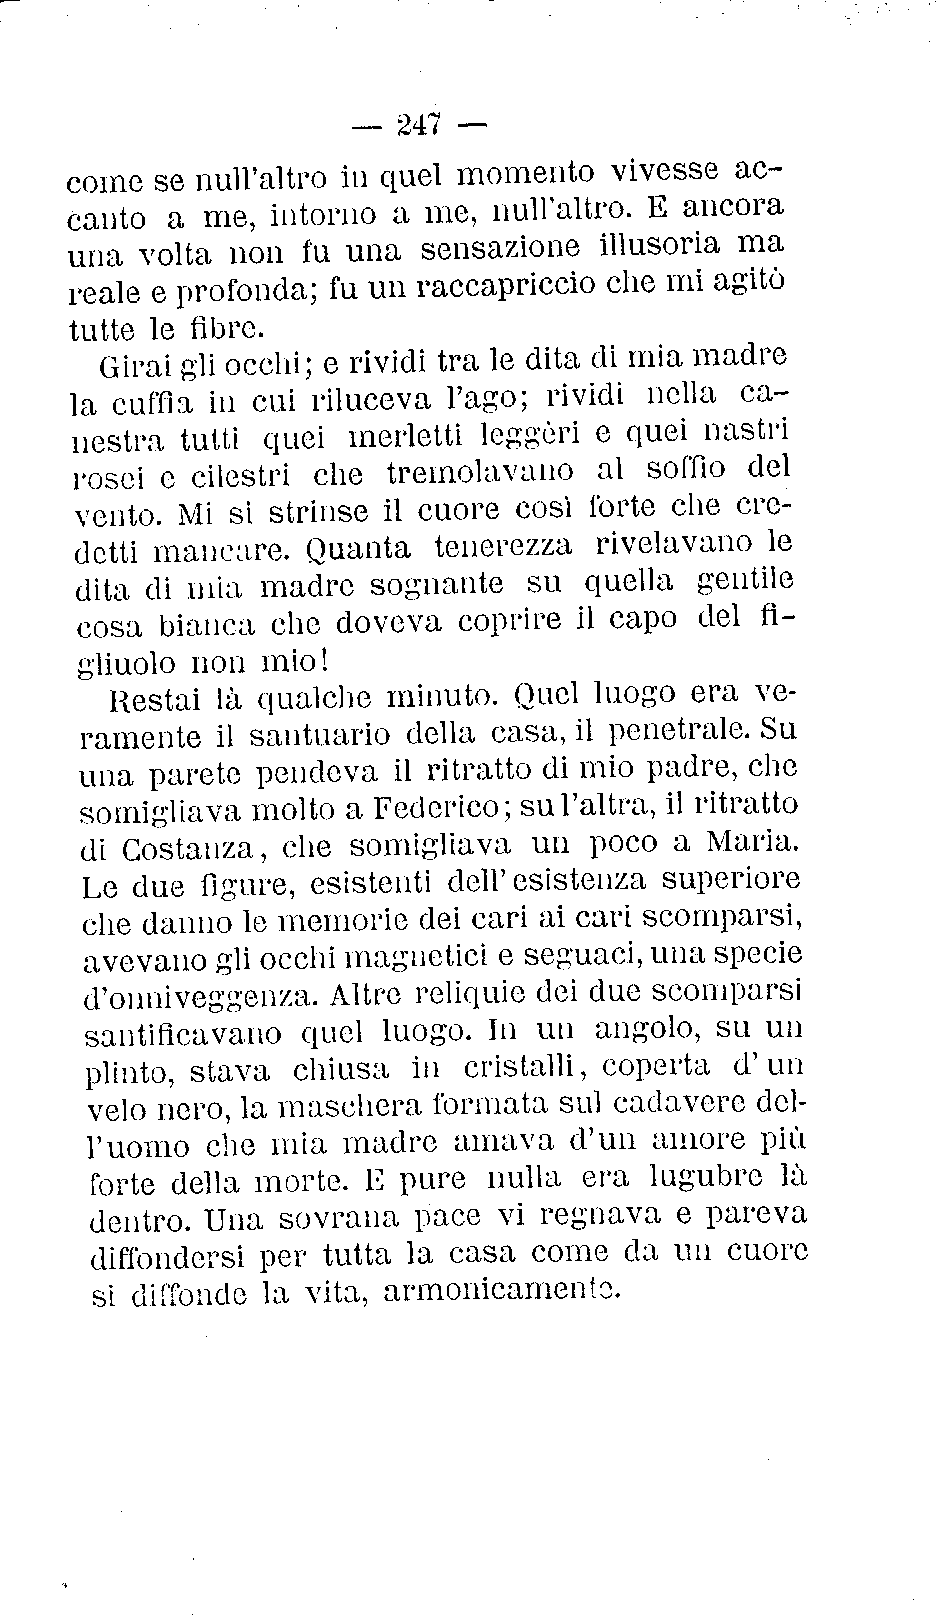 — 247 —
come se null'altro in quel momento vivesse ac-
canto a me, intorno a me, null'altro. E ancora
una volta non fu una sensazione illusoria ma
reale e profonda; fu un raccapriccio che mi agitò
tutte le fibre.
Girai gli occhi; e rividi tra le dita di mia madre
la cuffia in cui riluceva l'ago; rividi nella ca-
nestra tutti quei merletti leggèri e quei nastri
rosei e cilestri che tremolavano al soffio del
vento. Mi si strinse il cuore così forte che cre-
detti mancare. Quanta tenerezza rivelavano le
dita di mia madre sognante su quella gentile
cosa bianca che doveva coprire il capo del fi-
gliuolo non mio!
Restai là qualche minuto. Quel luogo era ve-
ramente il santuario della casa, il penetrale. Su
una parete pendeva il ritratto di mio padre, che
somigliava molto a Federico; su l'altra, il ritratto
di Costanza, che somigliava un poco a Maria.
Le due figure, esistenti dell'esistenza superiore
che danno le memorie dei cari ai cari scomparsi,
avevano gli occhi magnetici e seguaci, una specie
d'onniveggenza. Altre reliquie dei due scomparsi
santificavano quel luogo. In un angolo, su un
plinto, stava chiusa in cristalli, coperta d'un
velo nero, la maschera formata sul cadavere del-
l'uomo che mia madre amava d'un amore più
forte della morte. E pure nulla era lugubre là
dentro. Una sovrana pace vi regnava e pareva
diffondersi per tutta la casa come da un cuore
si diffonde la vita, armonicamente.